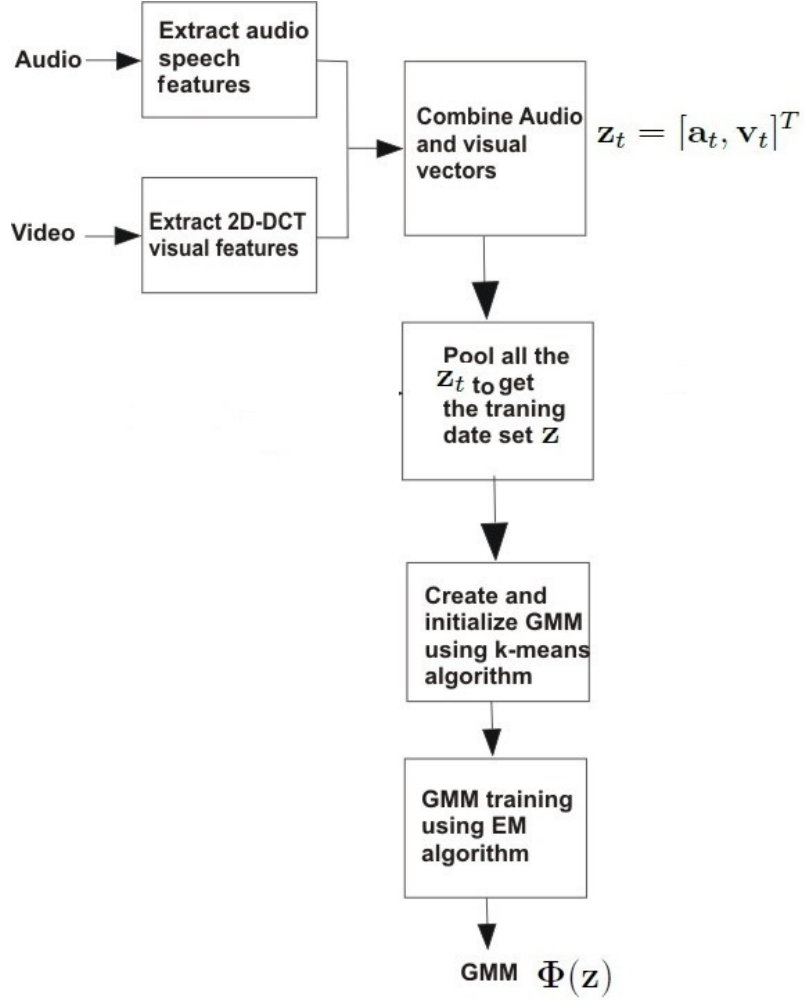 Audio
Extract audio
speech
features
Video
Extract 2D-DCT
visual features
Combine Audio
and visual
vectors
𝐳ₜ = [𝐚ₜ, 𝐯ₜ]ᵀ
Pool all the
𝐳ₜ to get
the traning
date set 𝐳
Create and
initialize GMM
using k-means
algorithm
GMM training
using EM
algorithm
GMM Φ(𝐳)